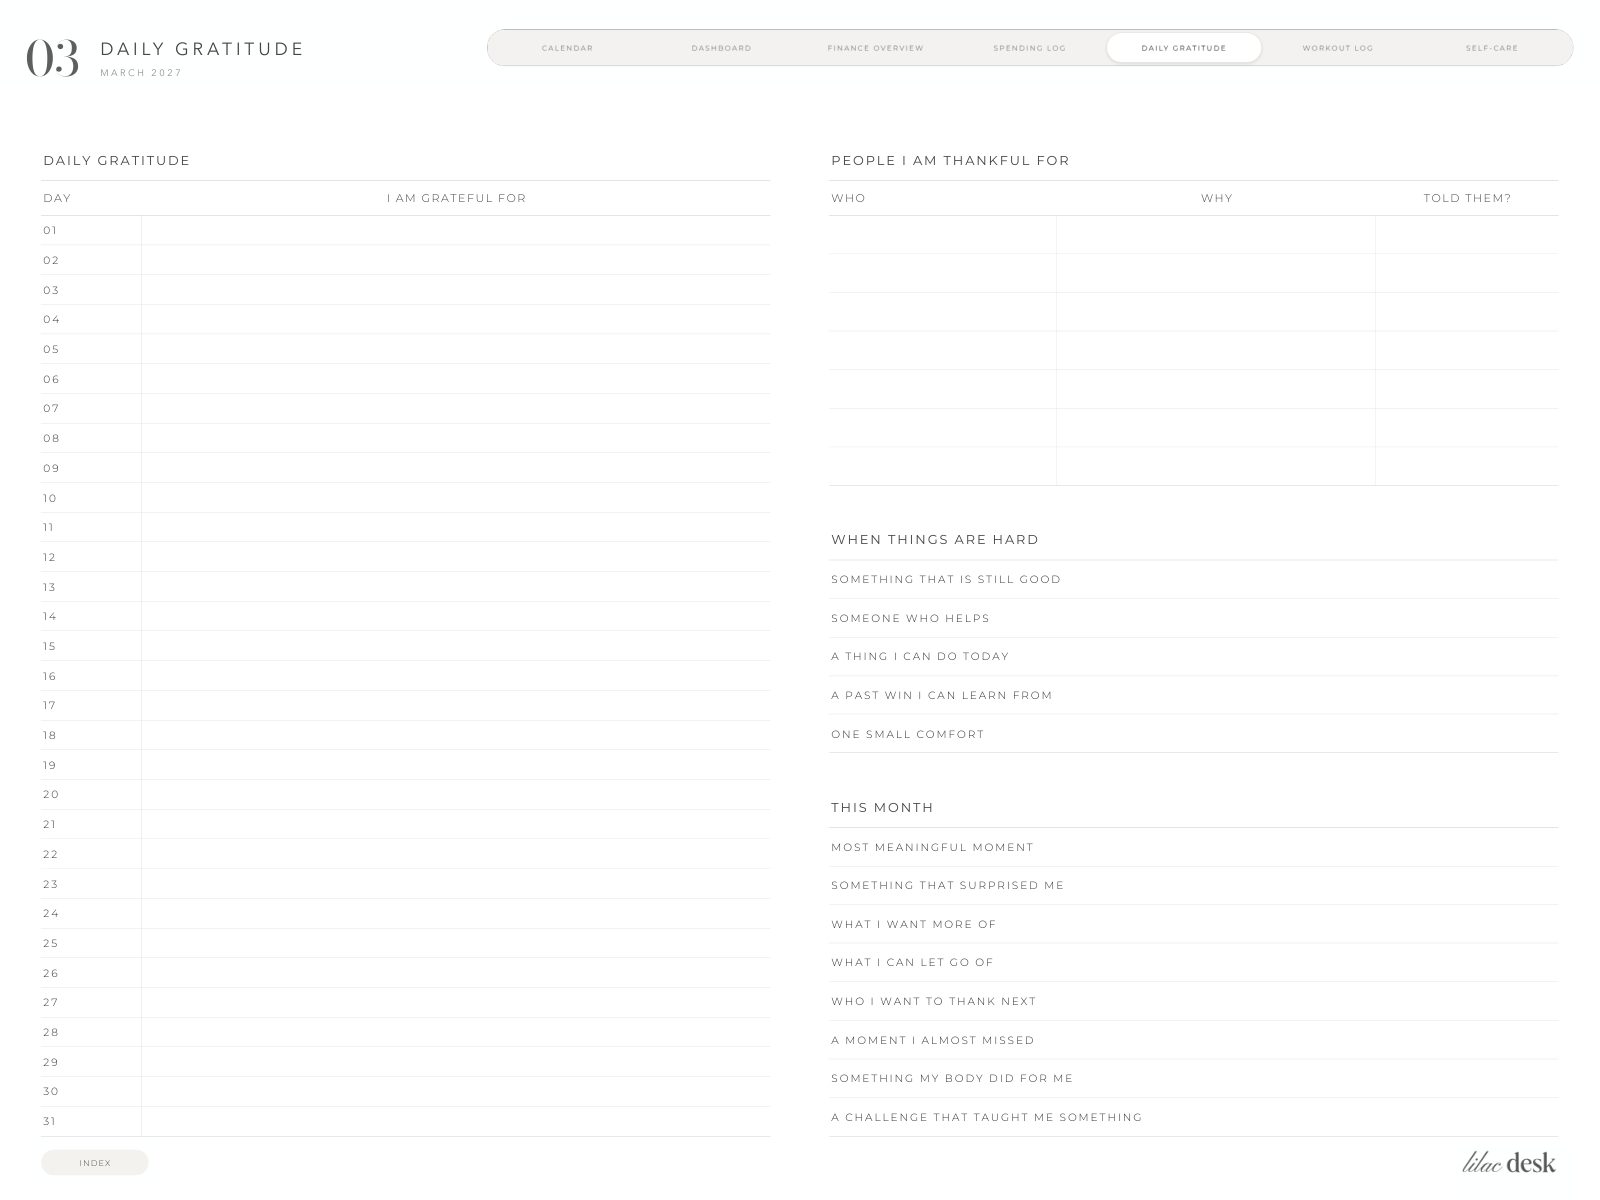 03
DAILY GRATITUDE
MARCH 2027
CALENDAR
DASHBOARD
FINANCE OVERVIEW
SPENDING LOG
DAILY GRATITUDE
WORKOUT LOG
SELF-CARE
DAILY GRATITUDE
DAY I AM GRATEFUL FOR
01
02
03
04
05
06
07
08
09
10
11
12
13
14
15
16
17
18
19
20
21
22
23
24
25
26
27
28
29
30
31
PEOPLE I AM THANKFUL FOR
WHO WHY TOLD THEM?
WHEN THINGS ARE HARD
SOMETHING THAT IS STILL GOOD
SOMEONE WHO HELPS
A THING I CAN DO TODAY
A PAST WIN I CAN LEARN FROM
ONE SMALL COMFORT
THIS MONTH
MOST MEANINGFUL MOMENT
SOMETHING THAT SURPRISED ME
WHAT I WANT MORE OF
WHAT I CAN LET GO OF
WHO I WANT TO THANK NEXT
A MOMENT I ALMOST MISSED
SOMETHING MY BODY DID FOR ME
A CHALLENGE THAT TAUGHT ME SOMETHING
INDEX
lilac desk